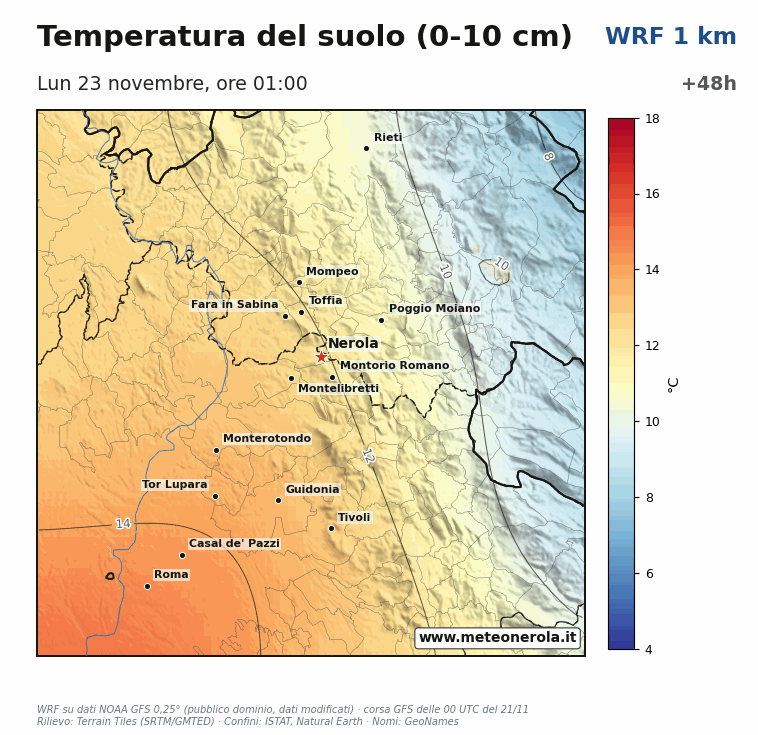 Temperatura del suolo (0-10 cm) WRF 1 km
Lun 23 novembre, ore 01:00 +48h
Rieti
8
10
10
Mompeo
Toffia
Fara in Sabina
Poggio Moiano
Nerola
Montorio Romano
Montelibretti
Monterotondo
12
Tor Lupara
Guidonia
14
Tivoli
Casal de' Pazzi
Roma
www.meteonerola.it
18
16
14
12
10
8
6
4
°C
WRF su dati NOAA GFS 0,25° (pubblico dominio, dati modificati) · corsa GFS delle 00 UTC del 21/11
Rilievo: Terrain Tiles (SRTM/GMTED) · Confini: ISTAT, Natural Earth · Nomi: GeoNames